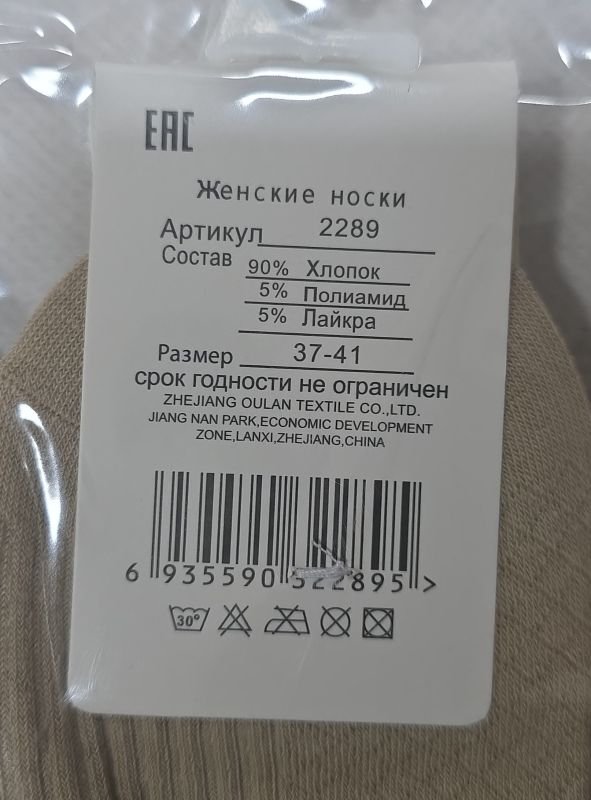 EAC
Женские носки
Артикул 2289
Состав 90% Хлопок
5% Полиамид
5% Лайкра
Размер 37-41
срок годности не ограничен
ZHEJIANG OULAN TEXTILE CO.,LTD.
JIANG NAN PARK,ECONOMIC DEVELOPMENT
ZONE,LANXI,ZHEJIANG,CHINA
6 935590 322895 >
30°